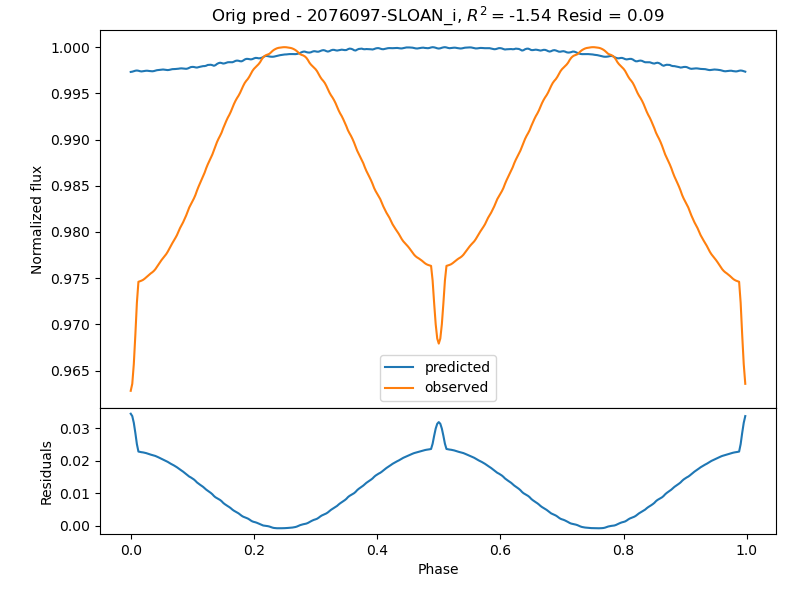 Orig pred - 2076097-SLOAN_i, R² = -1.54 Resid = 0.09
1.000
0.995
0.990
0.985
0.980
0.975
0.970
0.965
Normalized flux
predicted
observed
0.03
0.02
0.01
0.00
Residuals
0.0 0.2 0.4 0.6 0.8 1.0
Phase